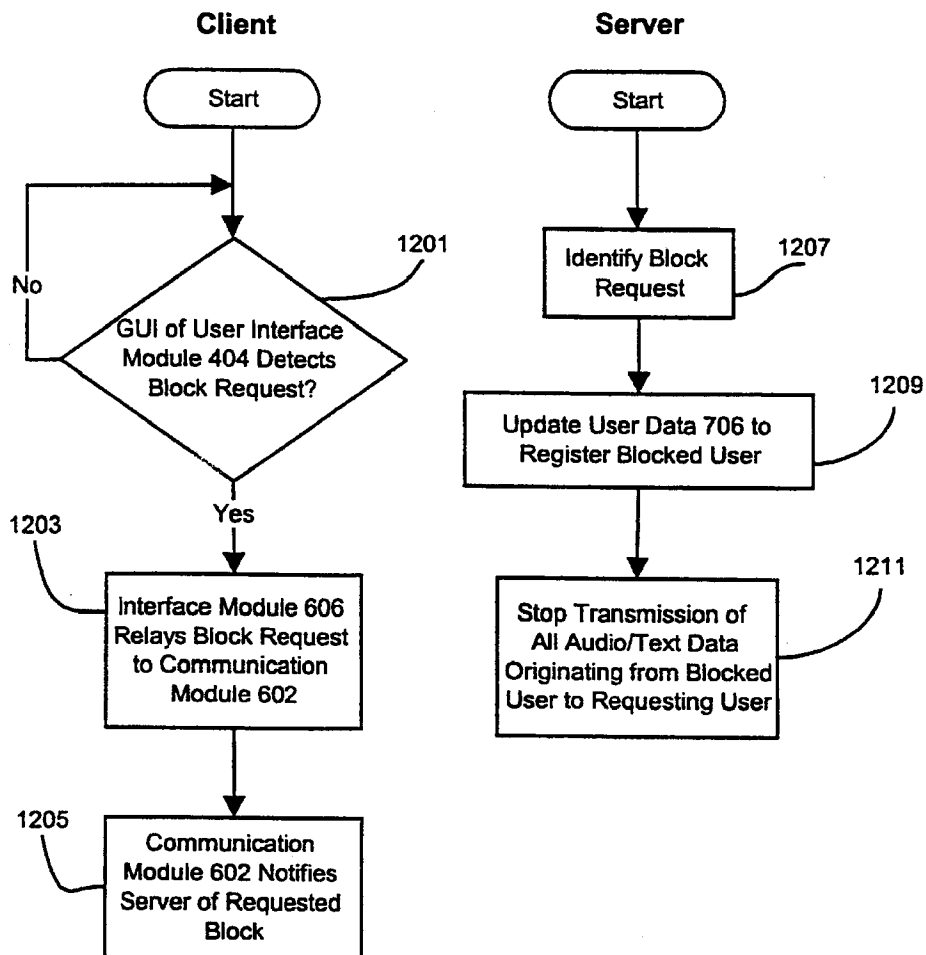 Client
Start
1201
No
GUI of User Interface
Module 404 Detects
Block Request?
Yes
1203
Interface Module 606
Relays Block Request
to Communication
Module 602
1205
Communication
Module 602 Notifies
Server of Requested
Block
Server
Start
1207
Identify Block
Request
1209
Update User Data 706 to
Register Blocked User
1211
Stop Transmission of
All Audio/Text Data
Originating from Blocked
User to Requesting User